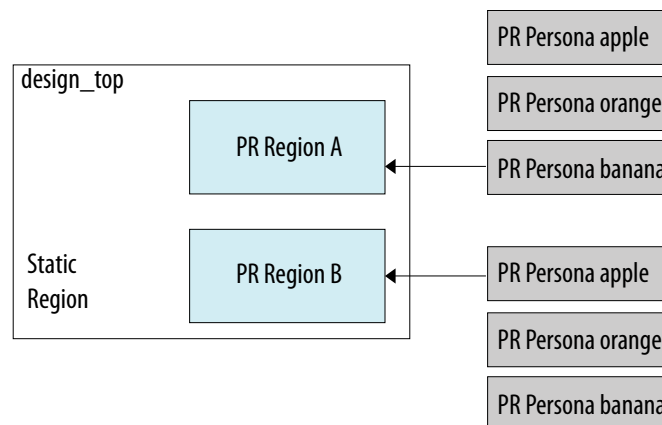 PR Persona apple
design_top
PR Persona orange
PR Region A
PR Persona banana
Static
Region
PR Region B
PR Persona apple
PR Persona orange
PR Persona banana